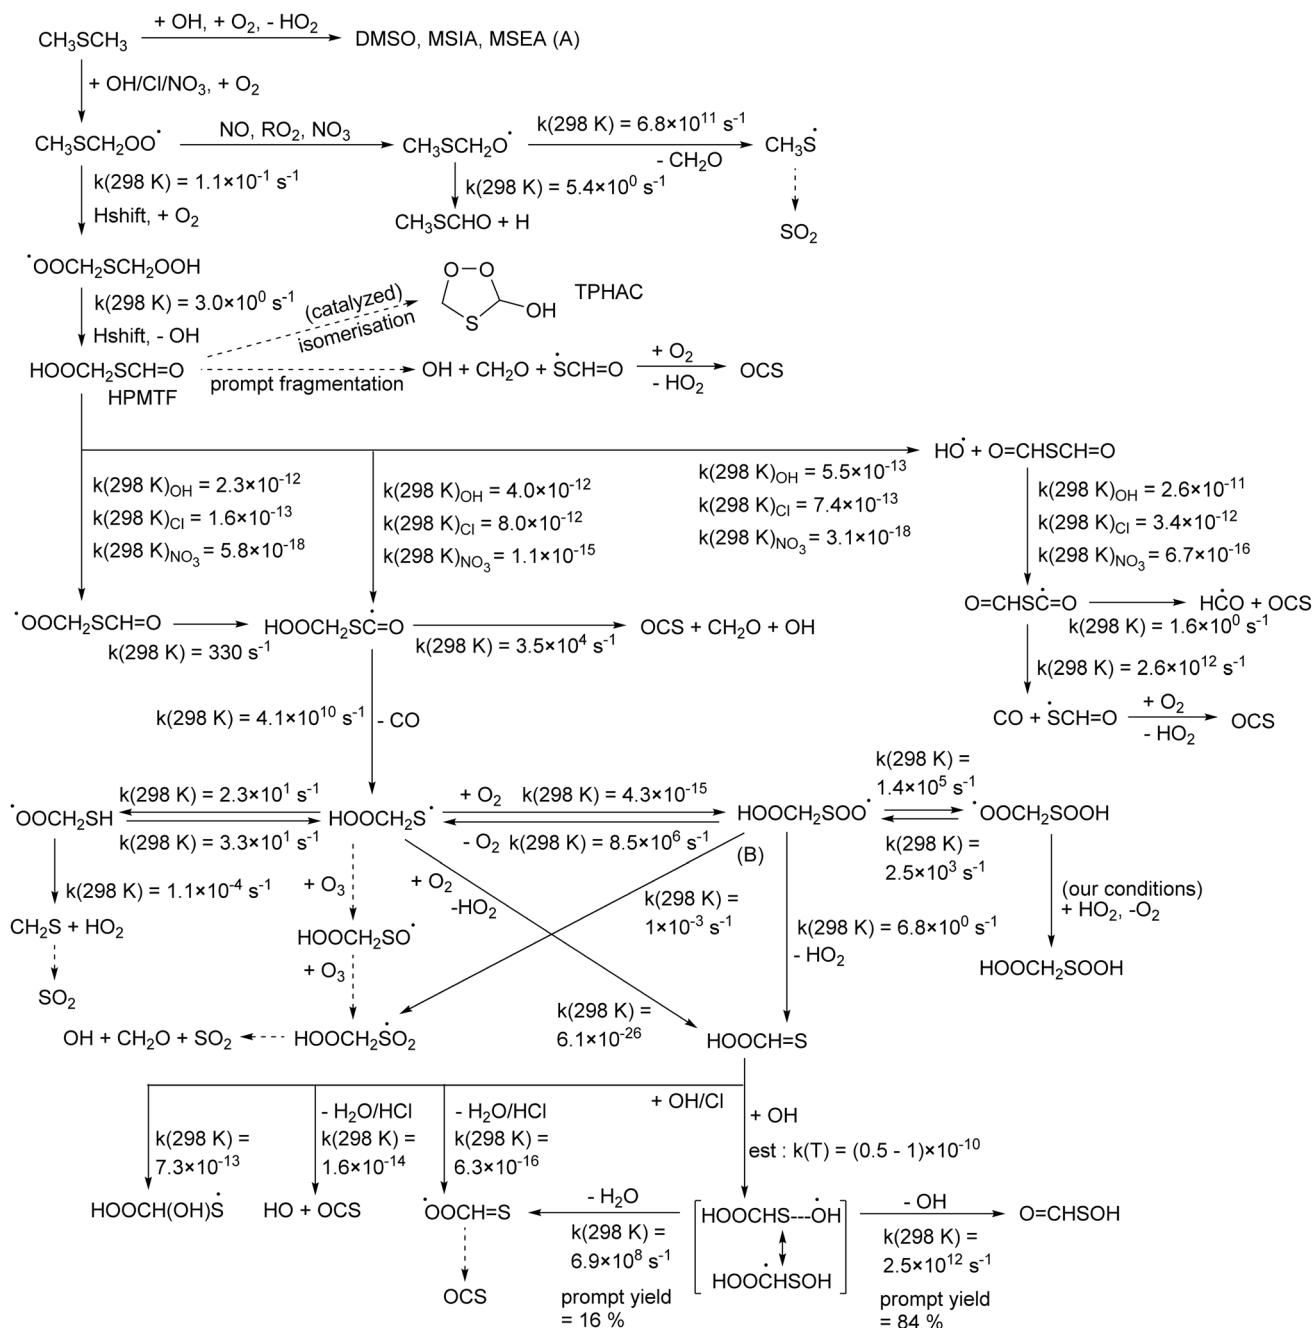 CH3SCH3
+ OH, + O2, - HO2
DMSO, MSIA, MSEA (A)
+ OH/Cl/NO3, + O2
CH3SCH2OO•
NO, RO2, NO3
CH3SCH2O•
k(298 K) = 6.8×10^11 s^-1
- CH2O
CH3S•
k(298 K) = 1.1×10^-1 s^-1
Hshift, + O2
k(298 K) = 5.4×10^0 s^-1
CH3SCHO + H
SO2
•OOCH2SCH2OOH
k(298 K) = 3.0×10^0 s^-1
Hshift, - OH
(catalyzed)
isomerisation
O-O
OH
S
TPHAC
HOOCH2SCH=O
HPMTF
prompt fragmentation
OH + CH2O + •SCH=O
+ O2
- HO2
OCS
HO• + O=CHSCH=O
k(298 K)OH = 2.3×10^-12
k(298 K)Cl = 1.6×10^-13
k(298 K)NO3 = 5.8×10^-18
k(298 K)OH = 4.0×10^-12
k(298 K)Cl = 8.0×10^-12
k(298 K)NO3 = 1.1×10^-15
k(298 K)OH = 5.5×10^-13
k(298 K)Cl = 7.4×10^-13
k(298 K)NO3 = 3.1×10^-18
k(298 K)OH = 2.6×10^-11
k(298 K)Cl = 3.4×10^-12
k(298 K)NO3 = 6.7×10^-16
•OOCH2SCH=O
k(298 K) = 330 s^-1
HOOCH2SC•=O
k(298 K) = 3.5×10^4 s^-1
OCS + CH2O + OH
O=CHSC•=O
k(298 K) = 1.6×10^0 s^-1
HC•O + OCS
k(298 K) = 2.6×10^12 s^-1
CO + •SCH=O
+ O2
- HO2
OCS
k(298 K) = 4.1×10^10 s^-1
- CO
•OOCH2SH
k(298 K) = 2.3×10^1 s^-1
k(298 K) = 3.3×10^1 s^-1
HOOCH2S•
+ O2 k(298 K) = 4.3×10^-15
- O2 k(298 K) = 8.5×10^6 s^-1
HOOCH2SOO•
(B)
k(298 K) =
1.4×10^5 s^-1
k(298 K) =
2.5×10^3 s^-1
•OOCH2SOOH
k(298 K) = 1.1×10^-4 s^-1
CH2S + HO2
SO2
+ O3
HOOCH2SO•
+ O3
+ O2
-HO2
k(298 K) =
1×10^-3 s^-1
k(298 K) = 6.8×10^0 s^-1
- HO2
(our conditions)
+ HO2, -O2
HOOCH2SOOH
OH + CH2O + SO2
HOOCH2S•O2
k(298 K) =
6.1×10^-26
HOOCH=S
+ OH/Cl
+ OH
est : k(T) = (0.5 - 1)×10^-10
k(298 K) =
7.3×10^-13
HOOCH(OH)S•
- H2O/HCl
k(298 K) =
1.6×10^-14
HO + OCS
- H2O/HCl
k(298 K) =
6.3×10^-16
•OOCH=S
OCS
- H2O
k(298 K) =
6.9×10^8 s^-1
prompt yield
= 16 %
HOOCHS---•OH
HOOC•HSOH
- OH
k(298 K) =
2.5×10^12 s^-1
prompt yield
= 84 %
O=CHSOH